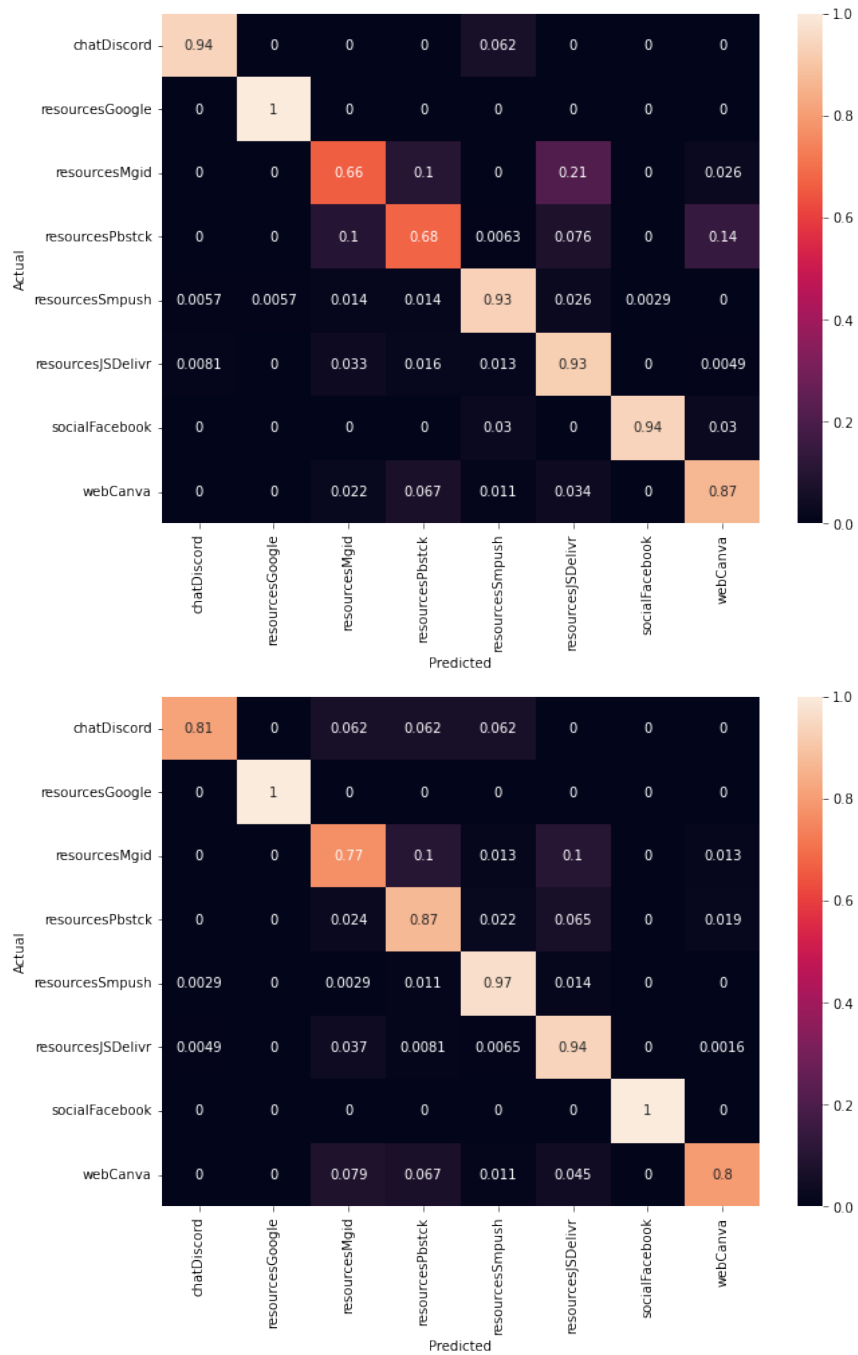 chatDiscord 0.94 0 0 0 0.062 0 0 0
resourcesGoogle 0 1 0 0 0 0 0 0
resourcesMgid 0 0 0.66 0.1 0 0.21 0 0.026
resourcesPbstck 0 0 0.1 0.68 0.0063 0.076 0 0.14
resourcesSmpush 0.0057 0.0057 0.014 0.014 0.93 0.026 0.0029 0
resourcesJSDelivr 0.0081 0 0.033 0.016 0.013 0.93 0 0.0049
socialFacebook 0 0 0 0 0.03 0 0.94 0.03
webCanva 0 0 0.022 0.067 0.011 0.034 0 0.87
Actual
chatDiscord
resourcesGoogle
resourcesMgid
resourcesPbstck
resourcesSmpush
resourcesJSDelivr
socialFacebook
webCanva
Predicted
1.0
0.8
0.6
0.4
0.2
0.0
chatDiscord 0.81 0 0.062 0.062 0.062 0 0 0
resourcesGoogle 0 1 0 0 0 0 0 0
resourcesMgid 0 0 0.77 0.1 0.013 0.1 0 0.013
resourcesPbstck 0 0 0.024 0.87 0.022 0.065 0 0.019
resourcesSmpush 0.0029 0 0.0029 0.011 0.97 0.014 0 0
resourcesJSDelivr 0.0049 0 0.037 0.0081 0.0065 0.94 0 0.0016
socialFacebook 0 0 0 0 0 0 1 0
webCanva 0 0 0.079 0.067 0.011 0.045 0 0.8
Actual
chatDiscord
resourcesGoogle
resourcesMgid
resourcesPbstck
resourcesSmpush
resourcesJSDelivr
socialFacebook
webCanva
Predicted
1.0
0.8
0.6
0.4
0.2
0.0